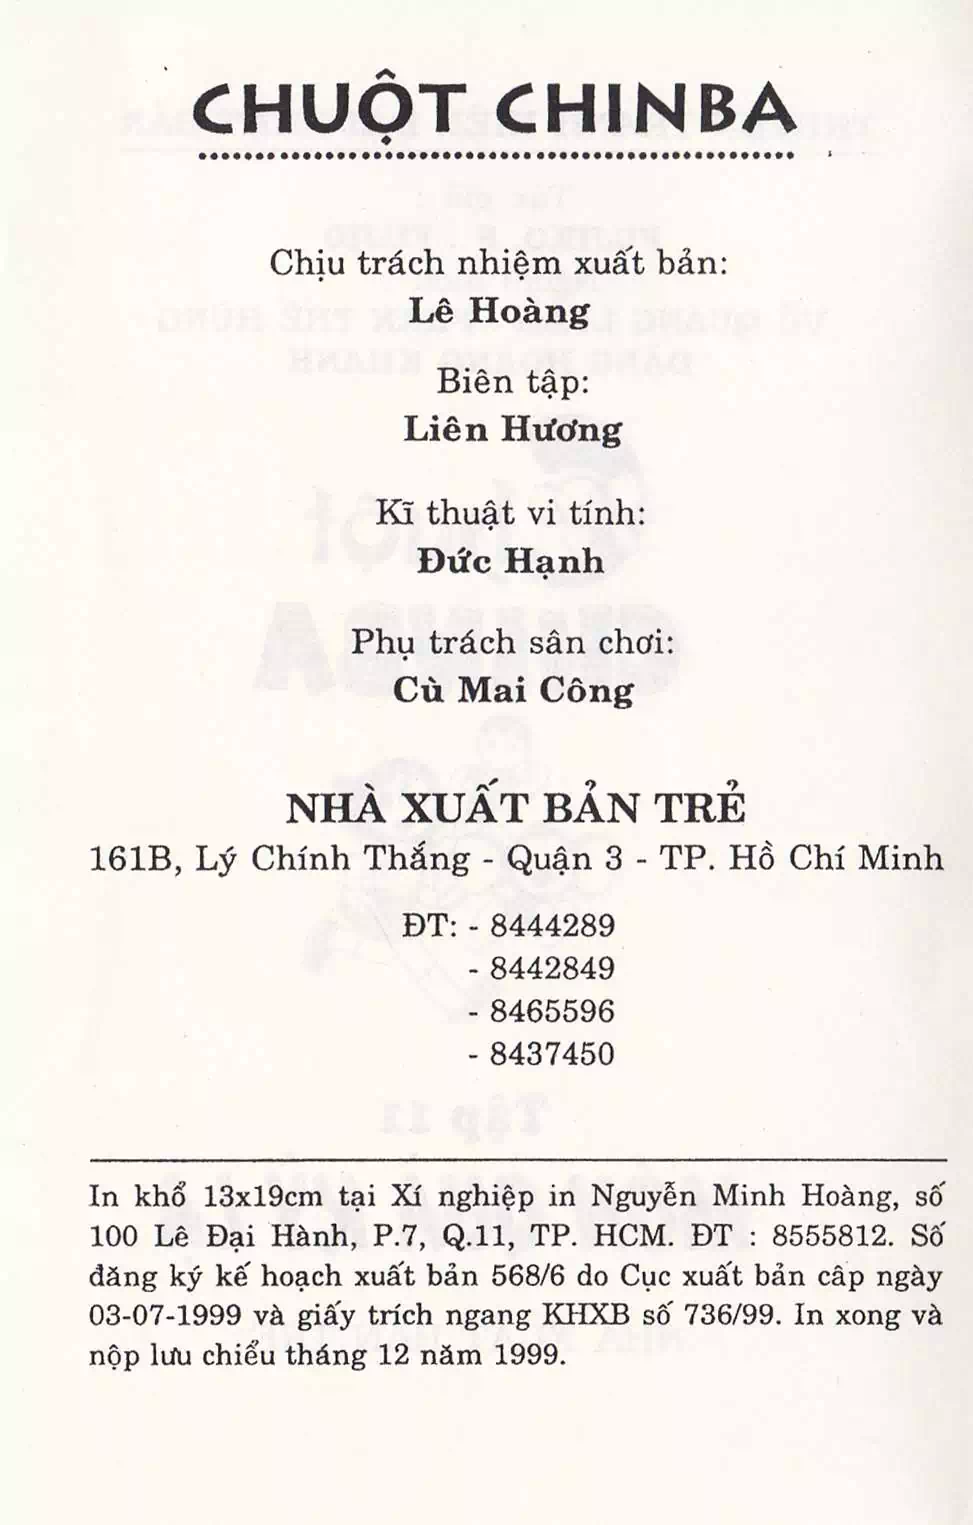 CHUỘT CHINBA
Chịu trách nhiệm xuất bản:
Lê Hoàng
Biên tập:
Liên Hương
Kĩ thuật vi tính:
Đức Hạnh
Phụ trách sân chơi:
Cù Mai Công
NHÀ XUẤT BẢN TRẺ
161B, Lý Chính Thắng - Quận 3 - TP. Hồ Chí Minh
ĐT: - 8444289
- 8442849
- 8465596
- 8437450
In khổ 13x19cm tại Xí nghiệp in Nguyễn Minh Hoàng, số
100 Lê Đại Hành, P.7, Q.11, TP. HCM. ĐT : 8555812. Số
đăng ký kế hoạch xuất bản 568/6 do Cục xuất bản câp ngày
03-07-1999 và giấy trích ngang KHXB số 736/99. In xong và
nộp lưu chiểu tháng 12 năm 1999.